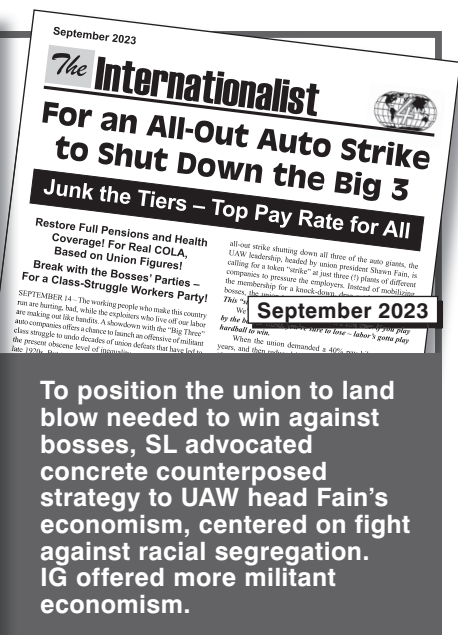 September 2023
The Internationalist
For an All-Out Auto Strike
to Shut Down the Big 3
Junk the Tiers – Top Pay Rate for All
Restore Full Pensions and Health
Coverage! For Real COLA,
Based on Union Figures!
Break with the Bosses' Parties –
For a Class-Struggle Workers Party!
SEPTEMBER 14 – The working people who make this country
run are hurting, bad, while the exploiters who live off our labor
are making out like bandits. A showdown with the "Big Three"
auto companies offers a chance to launch an offensive of militant
class struggle to undo decades of union defeats that have led to
the present obscene level of
late 1970s.
all-out strike shutting down all three of the auto giants, the
UAW leadership, headed by union president Shawn Fain, is
calling for a token "strike" at just three (!) plants of different
companies to pressure the employers. Instead of mobilizing
the membership for a knock-down,
bosses, the
This
We
by the
sure to lose – labor's gotta play
hardball to win.
When the union demanded a 40%
years, and then
September 2023
To position the union to land
blow needed to win against
bosses, SL advocated
concrete counterposed
strategy to UAW head Fain's
economism, centered on fight
against racial segregation.
IG offered more militant
economism.